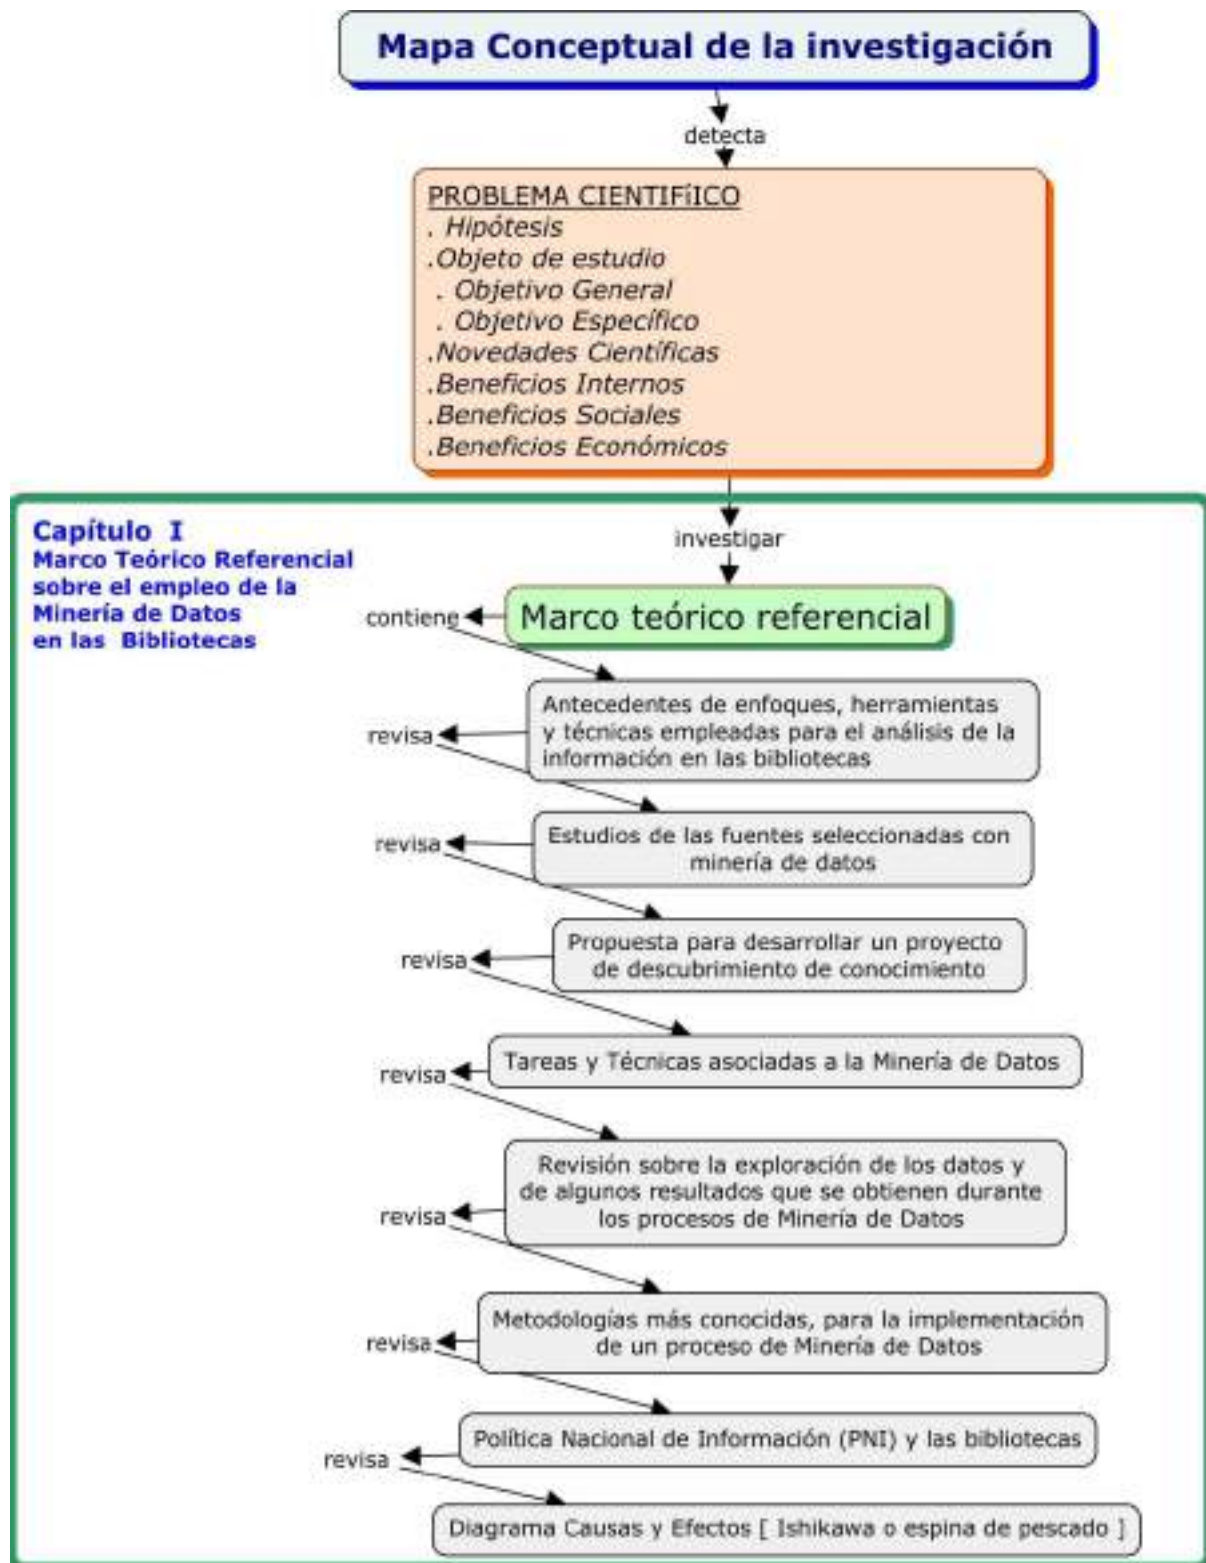 Mapa Conceptual de la investigación
detecta
PROBLEMA CIENTIFíICO
. Hipótesis
.Objeto de estudio
. Objetivo General
. Objetivo Específico
.Novedades Científicas
.Beneficios Internos
.Beneficios Sociales
.Beneficios Económicos
investigar
Capítulo I
Marco Teórico Referencial
sobre el empleo de la
Minería de Datos
en las Bibliotecas
Marco teórico referencial
contiene
Antecedentes de enfoques, herramientas
y técnicas empleadas para el análisis de la
información en las bibliotecas
revisa
Estudios de las fuentes seleccionadas con
minería de datos
revisa
Propuesta para desarrollar un proyecto
de descubrimiento de conocimiento
revisa
Tareas y Técnicas asociadas a la Minería de Datos
revisa
Revisión sobre la exploración de los datos y
de algunos resultados que se obtienen durante
los procesos de Minería de Datos
revisa
Metodologías más conocidas, para la implementación
de un proceso de Minería de Datos
revisa
Política Nacional de Información (PNI) y las bibliotecas
revisa
Diagrama Causas y Efectos [ Ishikawa o espina de pescado ]